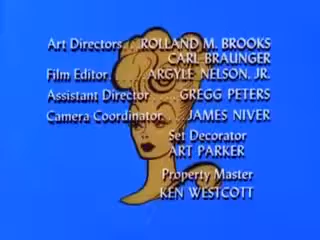 Art Directors... ROLLAND M. BROOKS
CARL BRAUNGER
Film Editor........ARGYLE NELSON, JR.
Assistant Director.......GREGG PETERS
Camera Coordinator.......JAMES NIVER
Set Decorator
ART PARKER
Property Master
KEN WESTCOTT